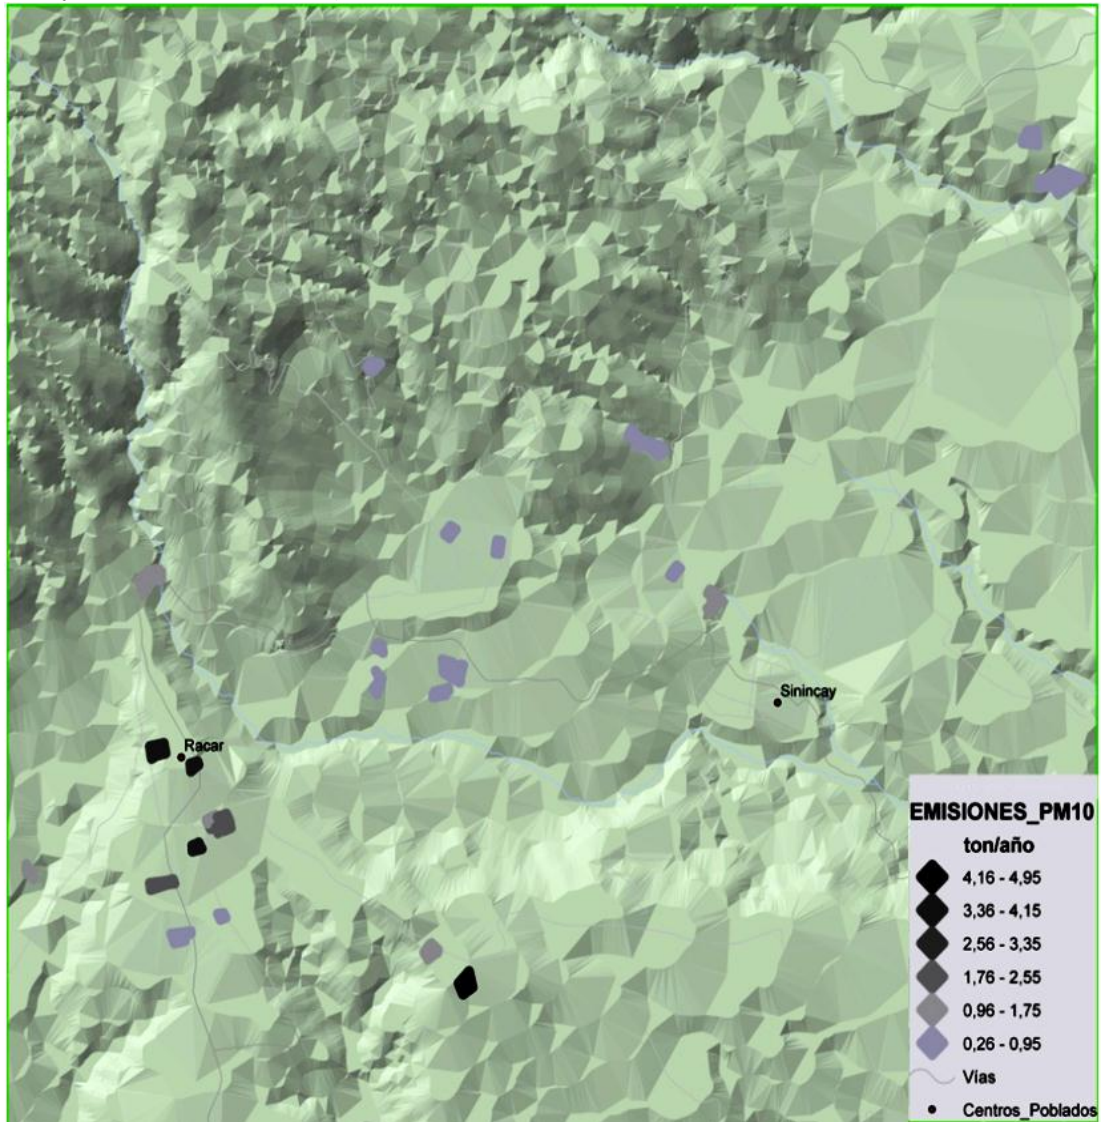 Sinincay
Racar
EMISIONES_PM10
ton/año
4,16 - 4,95
3,36 - 4,15
2,56 - 3,35
1,76 - 2,55
0,96 - 1,75
0,26 - 0,95
Vías
Centros_Poblados